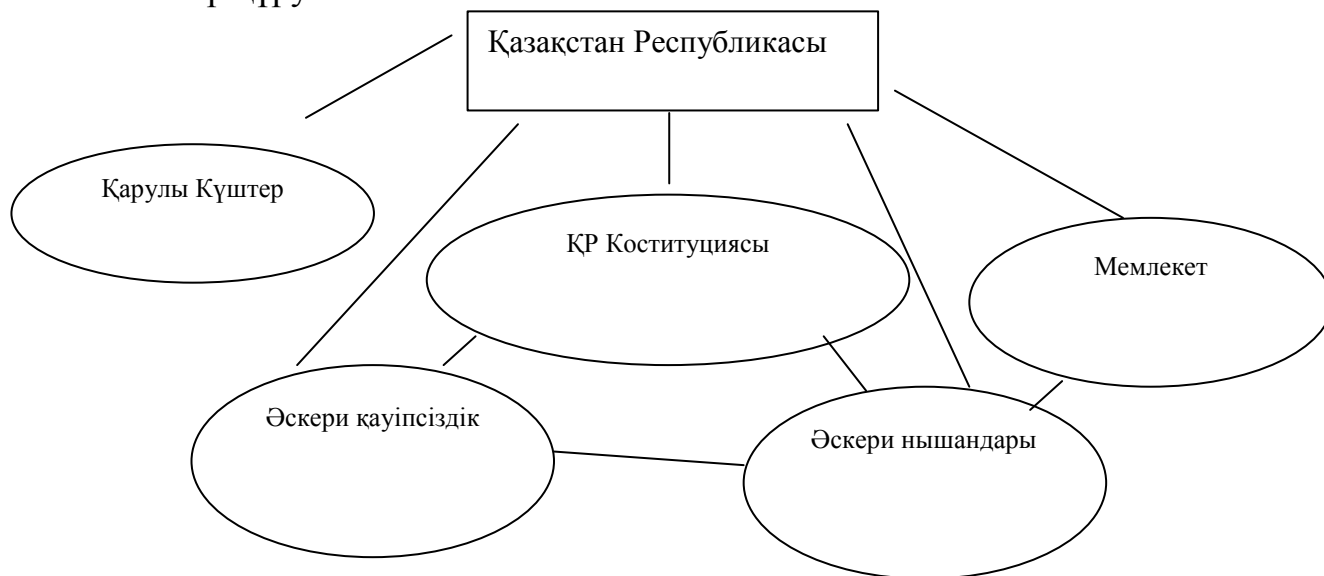 Қазақстан Республикасы
Қарулы Күштер
ҚР Коституциясы
Мемлекет
Әскери қауіпсіздік
Әскери нышандары